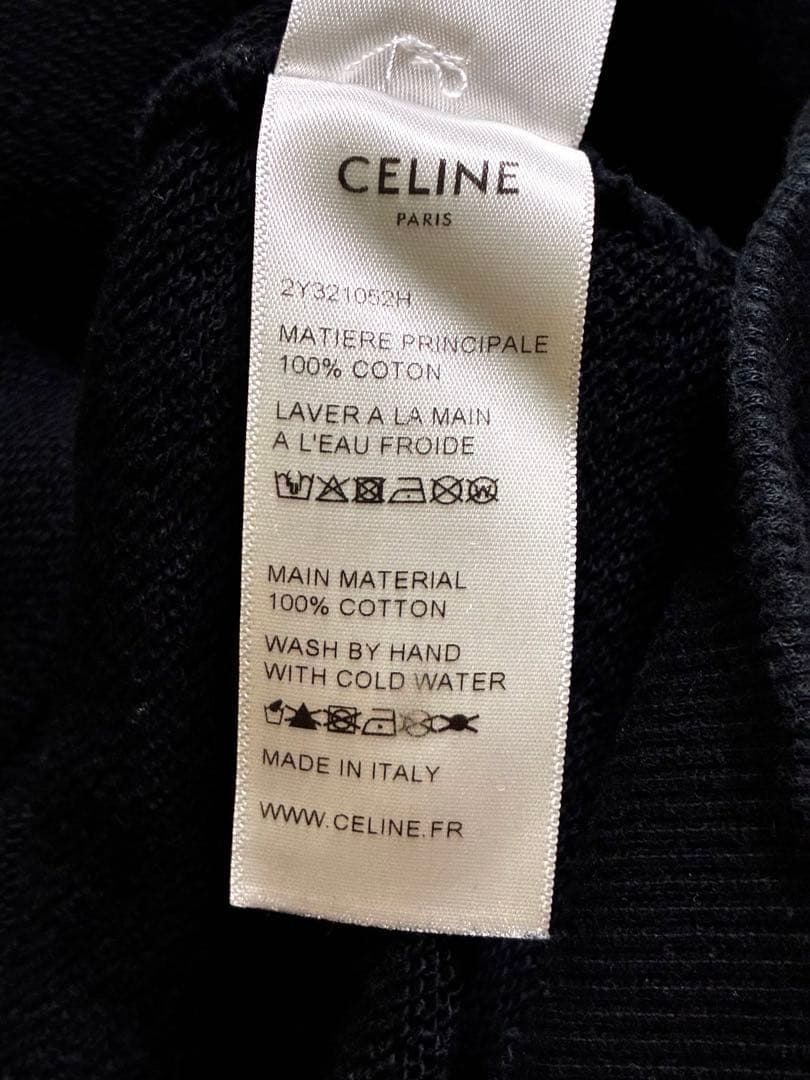 CELINE
PARIS
2Y321052H
MATIERE PRINCIPALE
100% COTON
LAVER A LA MAIN
A L'EAU FROIDE
MAIN MATERIAL
100% COTTON
WASH BY HAND
WITH COLD WATER
MADE IN ITALY
WWW.CELINE.FR